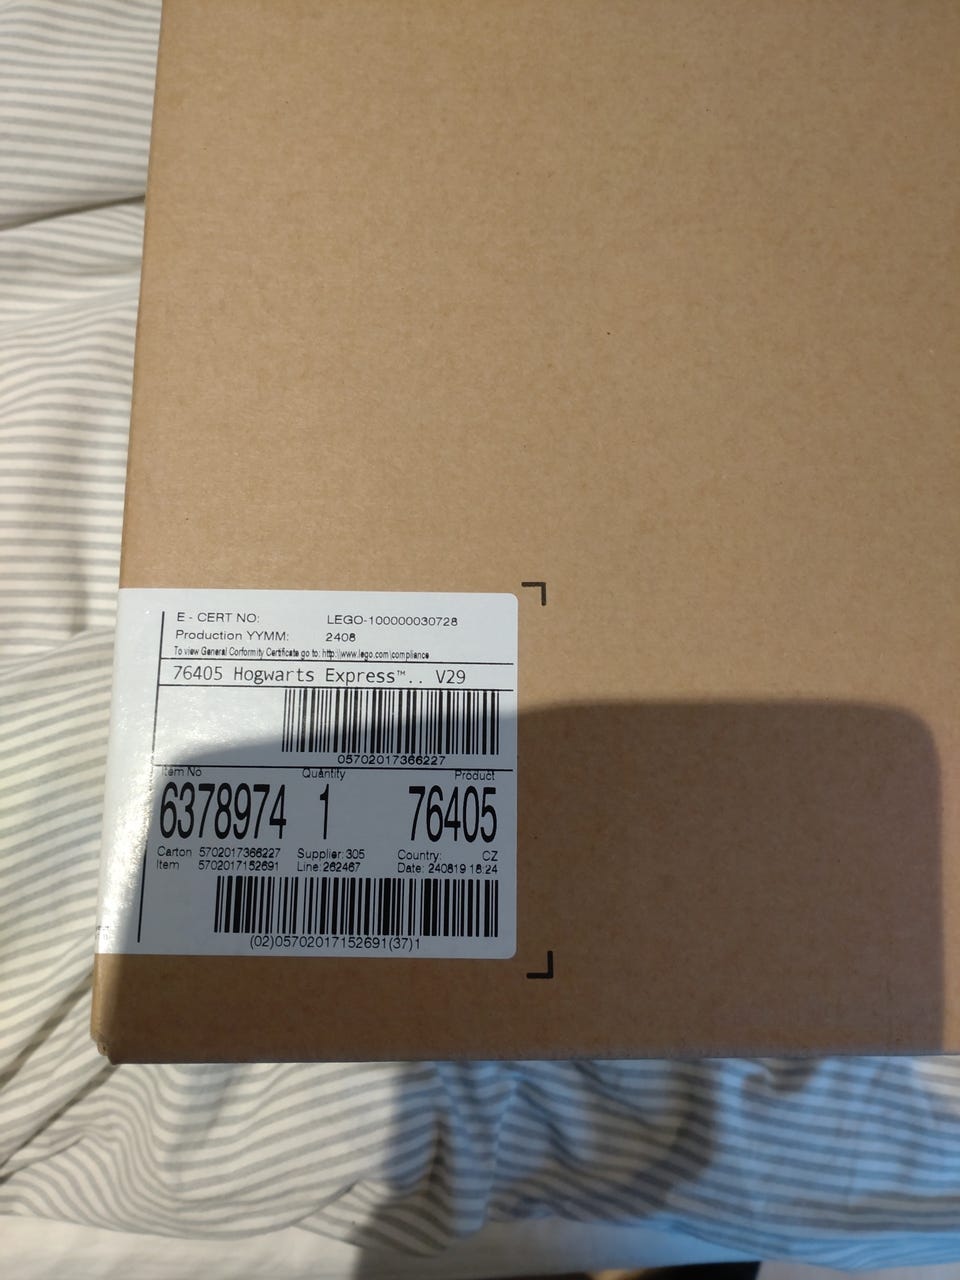 E - CERT NO: LEGO-100000030728
Production YYMM: 2408
To view General Conformity Certificate go to: http://www.lego.com/compliance
76405 Hogwarts Express™.. V29
05702017366227
Item No Quantity Product
6378974 1 76405
Carton 5702017366227 Supplier: 305 Country: CZ
Item 5702017152691 Line: 262467 Date: 240819 18:24
(02)05702017152691(37)1